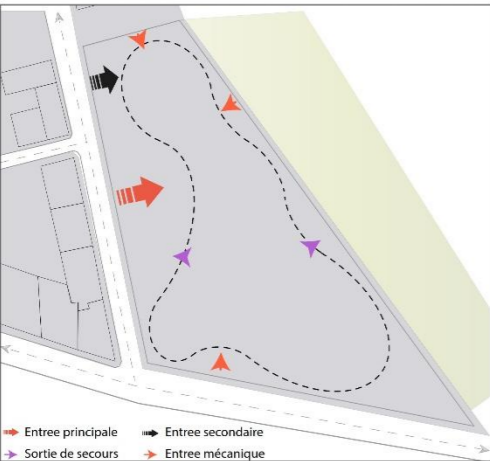 Entree principale
Entree secondaire
Sortie de secours
Entree mécanique